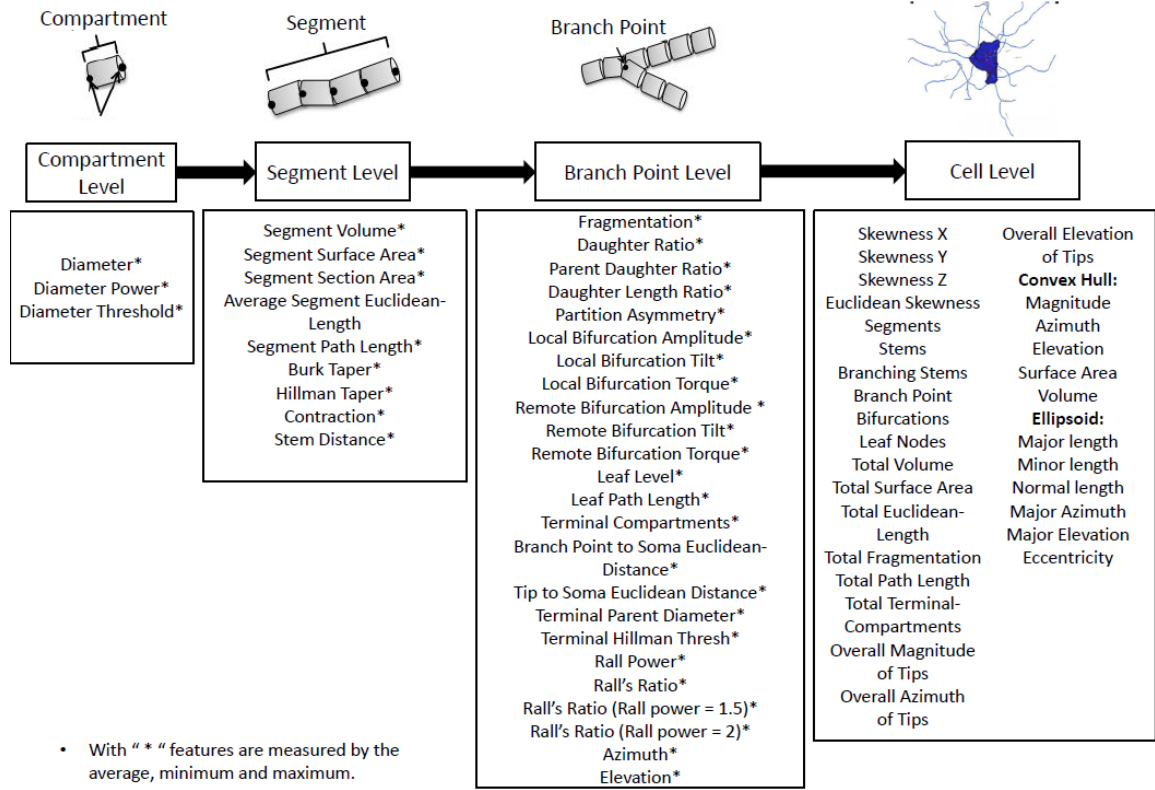 Compartment
Segment
Branch Point
Compartment
Level
Segment Level
Branch Point Level
Cell Level
Diameter*
Diameter Power*
Diameter Threshold*
Segment Volume*
Segment Surface Area*
Segment Section Area*
Average Segment Euclidean-
Length
Segment Path Length*
Burk Taper*
Hillman Taper*
Contraction*
Stem Distance*
Fragmentation*
Daughter Ratio*
Parent Daughter Ratio*
Daughter Length Ratio*
Partition Asymmetry*
Local Bifurcation Amplitude*
Local Bifurcation Tilt*
Local Bifurcation Torque*
Remote Bifurcation Amplitude *
Remote Bifurcation Tilt*
Remote Bifurcation Torque*
Leaf Level*
Leaf Path Length*
Terminal Compartments*
Branch Point to Soma Euclidean-
Distance*
Tip to Soma Euclidean Distance*
Terminal Parent Diameter*
Terminal Hillman Thresh*
Rall Power*
Rall's Ratio*
Rall's Ratio (Rall power = 1.5)*
Rall's Ratio (Rall power = 2)*
Azimuth*
Elevation*
Skewness X
Skewness Y
Skewness Z
Euclidean Skewness
Segments
Stems
Branching Stems
Branch Point
Bifurcations
Leaf Nodes
Total Volume
Total Surface Area
Total Euclidean-
Length
Total Fragmentation
Total Path Length
Total Terminal-
Compartments
Overall Magnitude
of Tips
Overall Azimuth
of Tips
Overall Elevation
of Tips
Convex Hull:
Magnitude
Azimuth
Elevation
Surface Area
Volume
Ellipsoid:
Major length
Minor length
Normal length
Major Azimuth
Major Elevation
Eccentricity
• With “ * “ features are measured by the
average, minimum and maximum.